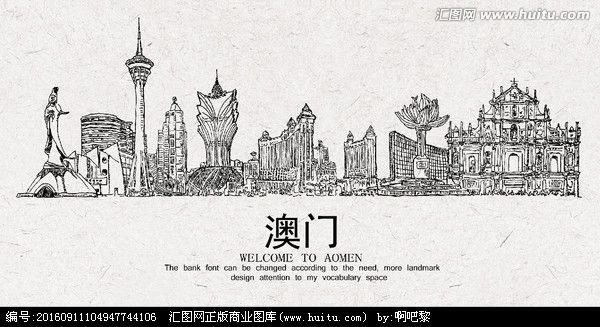 汇图网
www.huitu.com
澳门
WELCOME TO AOMEN
The bank font can be changed according to the need, more landmark
design attention to my vocabulary space
编号:20160911104947744106 汇图网正版商业图库(www.huitu.com) by:啊吧黎